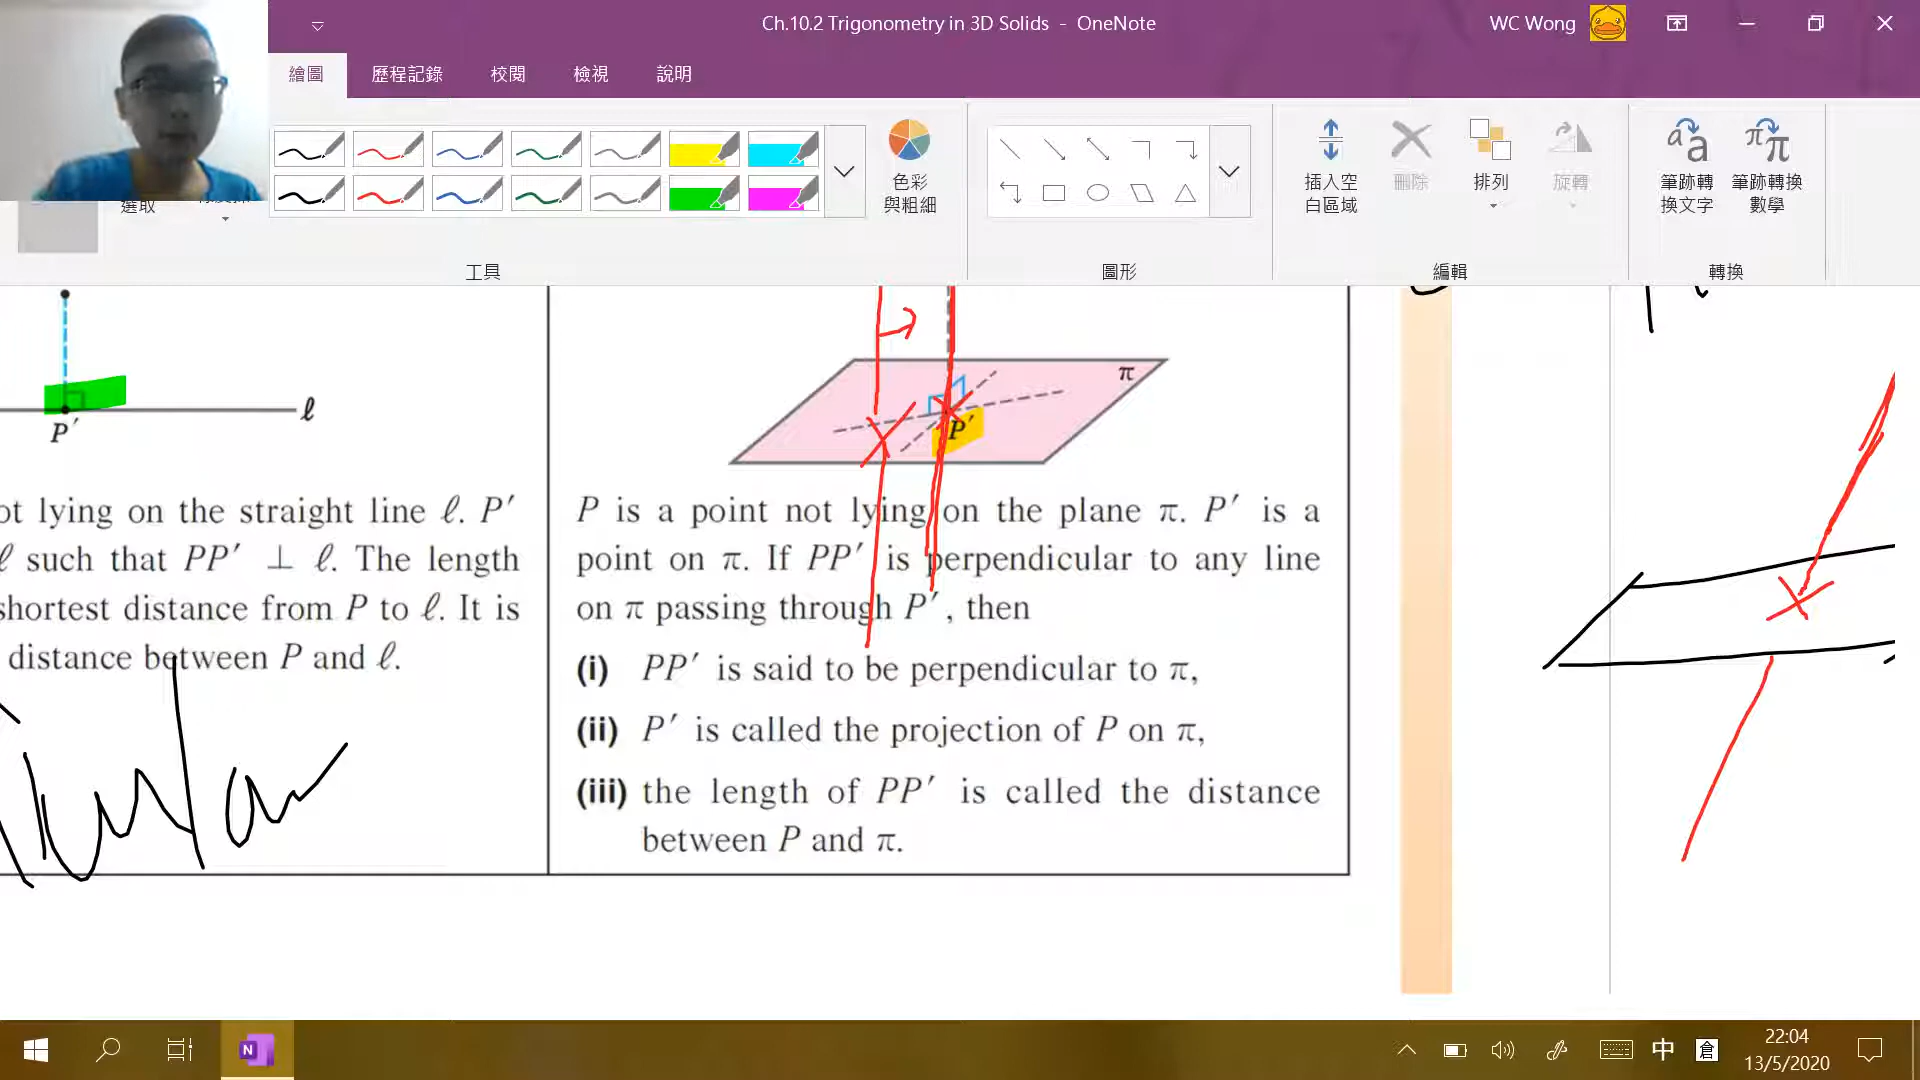 Ch.10.2 Trigonometry in 3D Solids - OneNote
WC Wong
繪圖
歷程記錄
校閱
檢視
說明
選取
色彩
與粗細
插入空
白區域
刪除
排列
旋轉
筆跡轉
換文字
筆跡轉換
數學
工具
圖形
編輯
轉換
P′
ℓ
π
P′
ot lying on the straight line ℓ. P′
ℓ such that PP′ ⊥ ℓ. The length
shortest distance from P to ℓ. It is
distance between P and ℓ.
P is a point not lying on the plane π. P′ is a
point on π. If PP′ is perpendicular to any line
on π passing through P′, then
(i) PP′ is said to be perpendicular to π,
(ii) P′ is called the projection of P on π,
(iii) the length of PP′ is called the distance
between P and π.
中
倉
22:04
13/5/2020